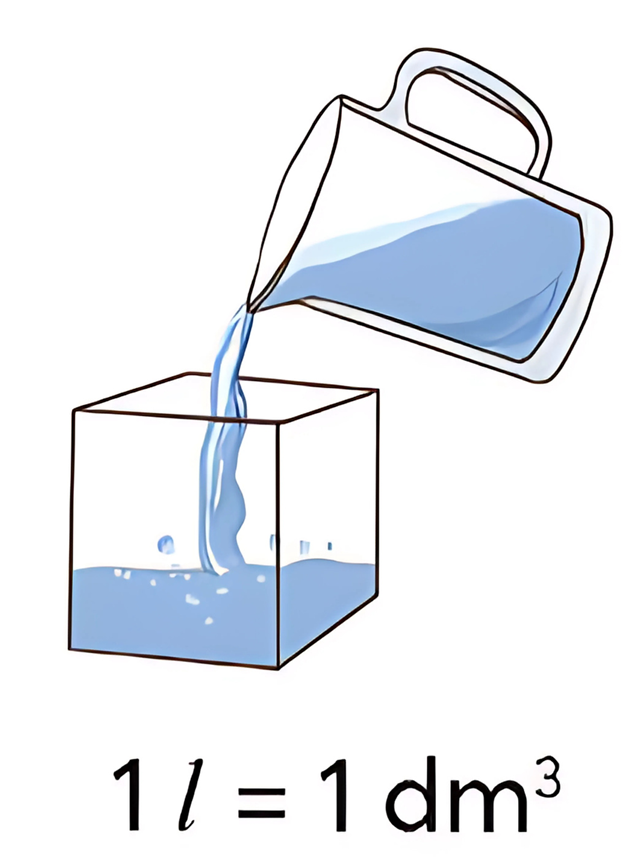 1 l = 1 dm³